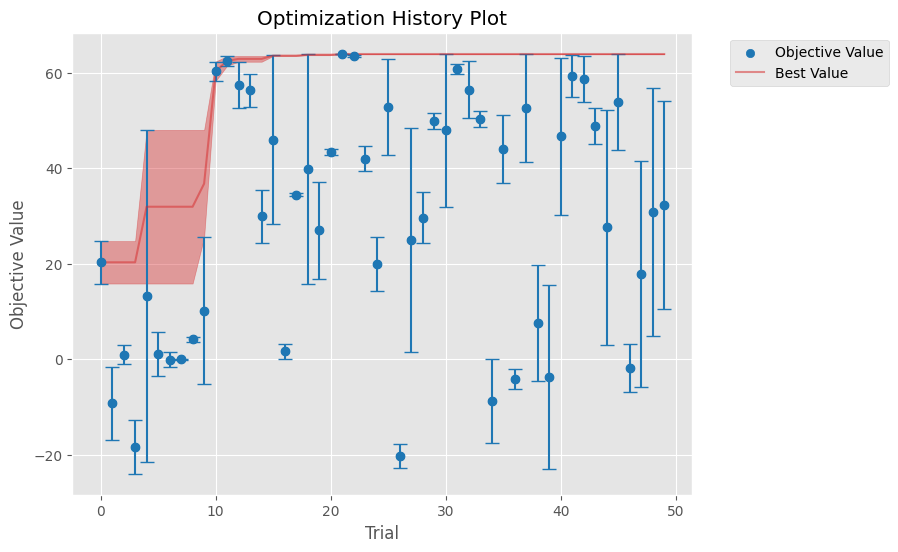 Optimization History Plot
Objective Value
Best Value
Objective Value
60
40
20
0
−20
0 10 20 30 40 50
Trial